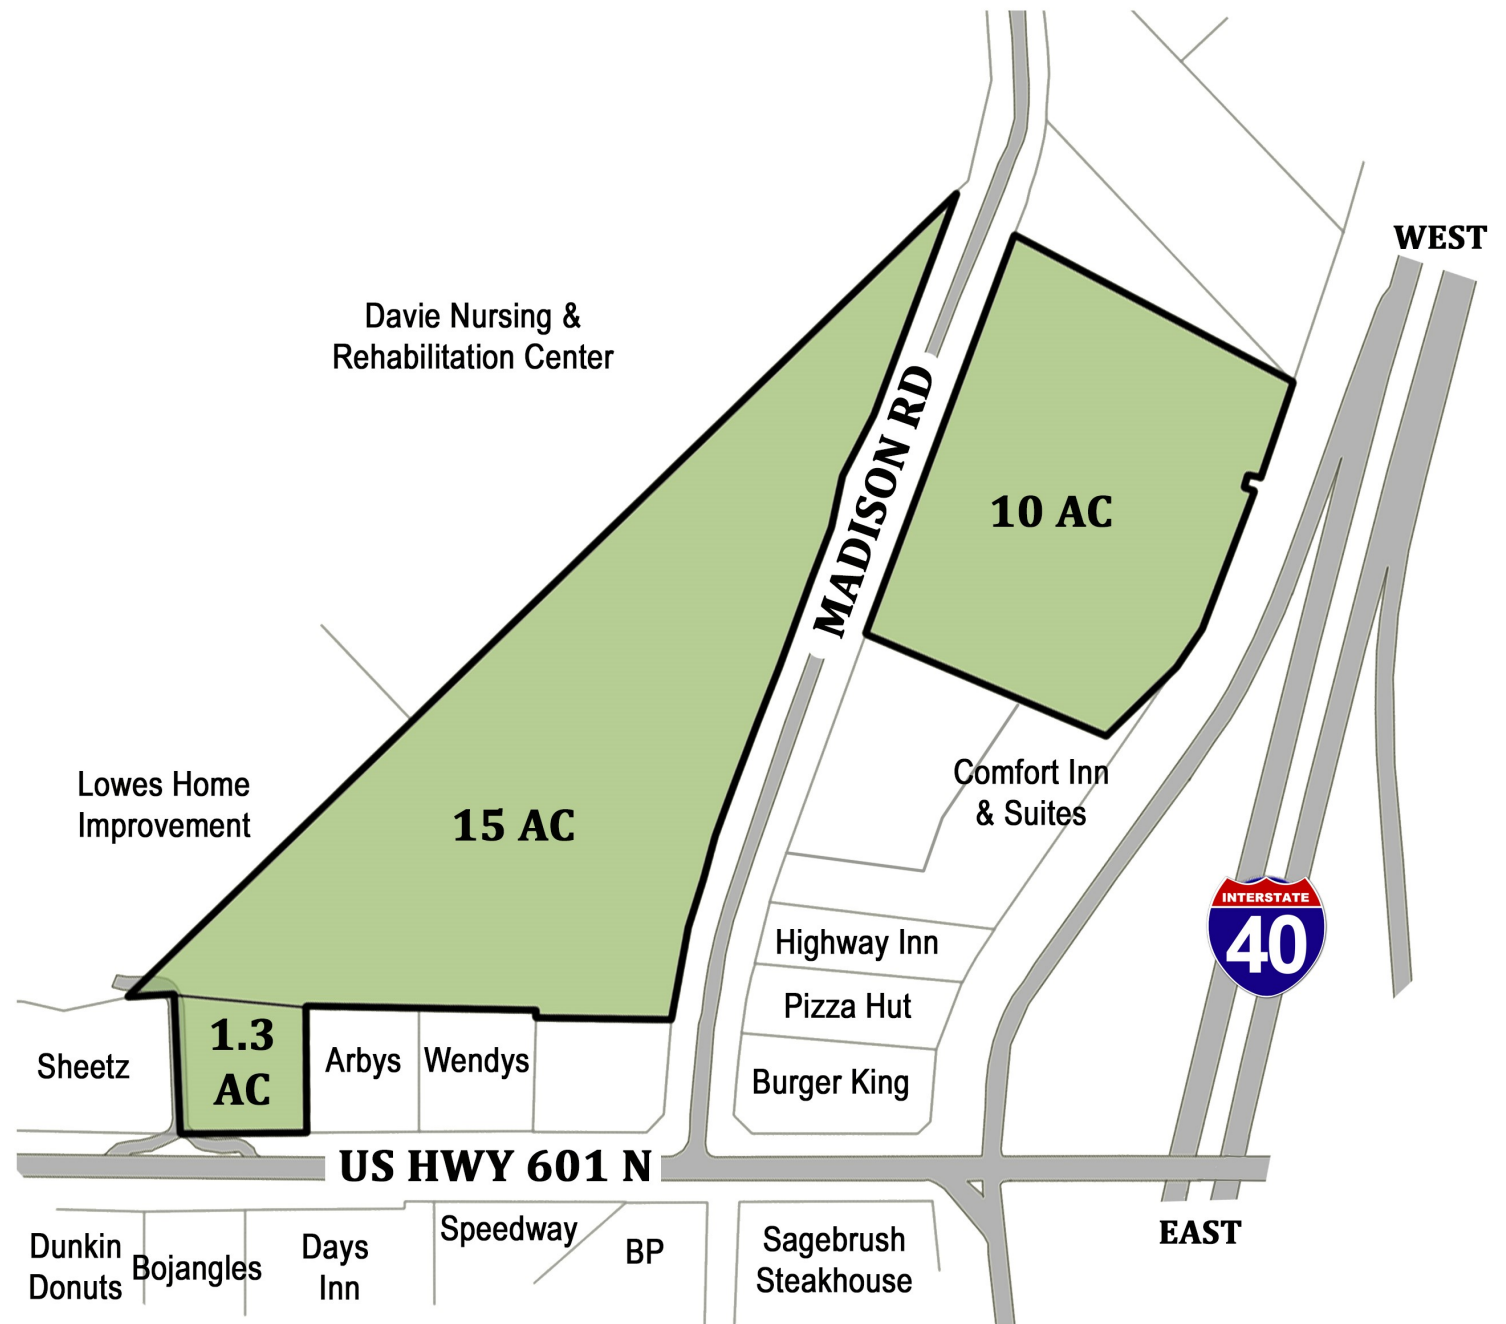 WEST
Davie Nursing &
Rehabilitation Center
MADISON RD
10 AC
Lowes Home
Improvement
15 AC
Comfort Inn
& Suites
INTERSTATE
40
Highway Inn
Pizza Hut
Burger King
1.3
AC
Sheetz
Arbys
Wendys
US HWY 601 N
EAST
Dunkin
Donuts
Bojangles
Days
Inn
Speedway
BP
Sagebrush
Steakhouse